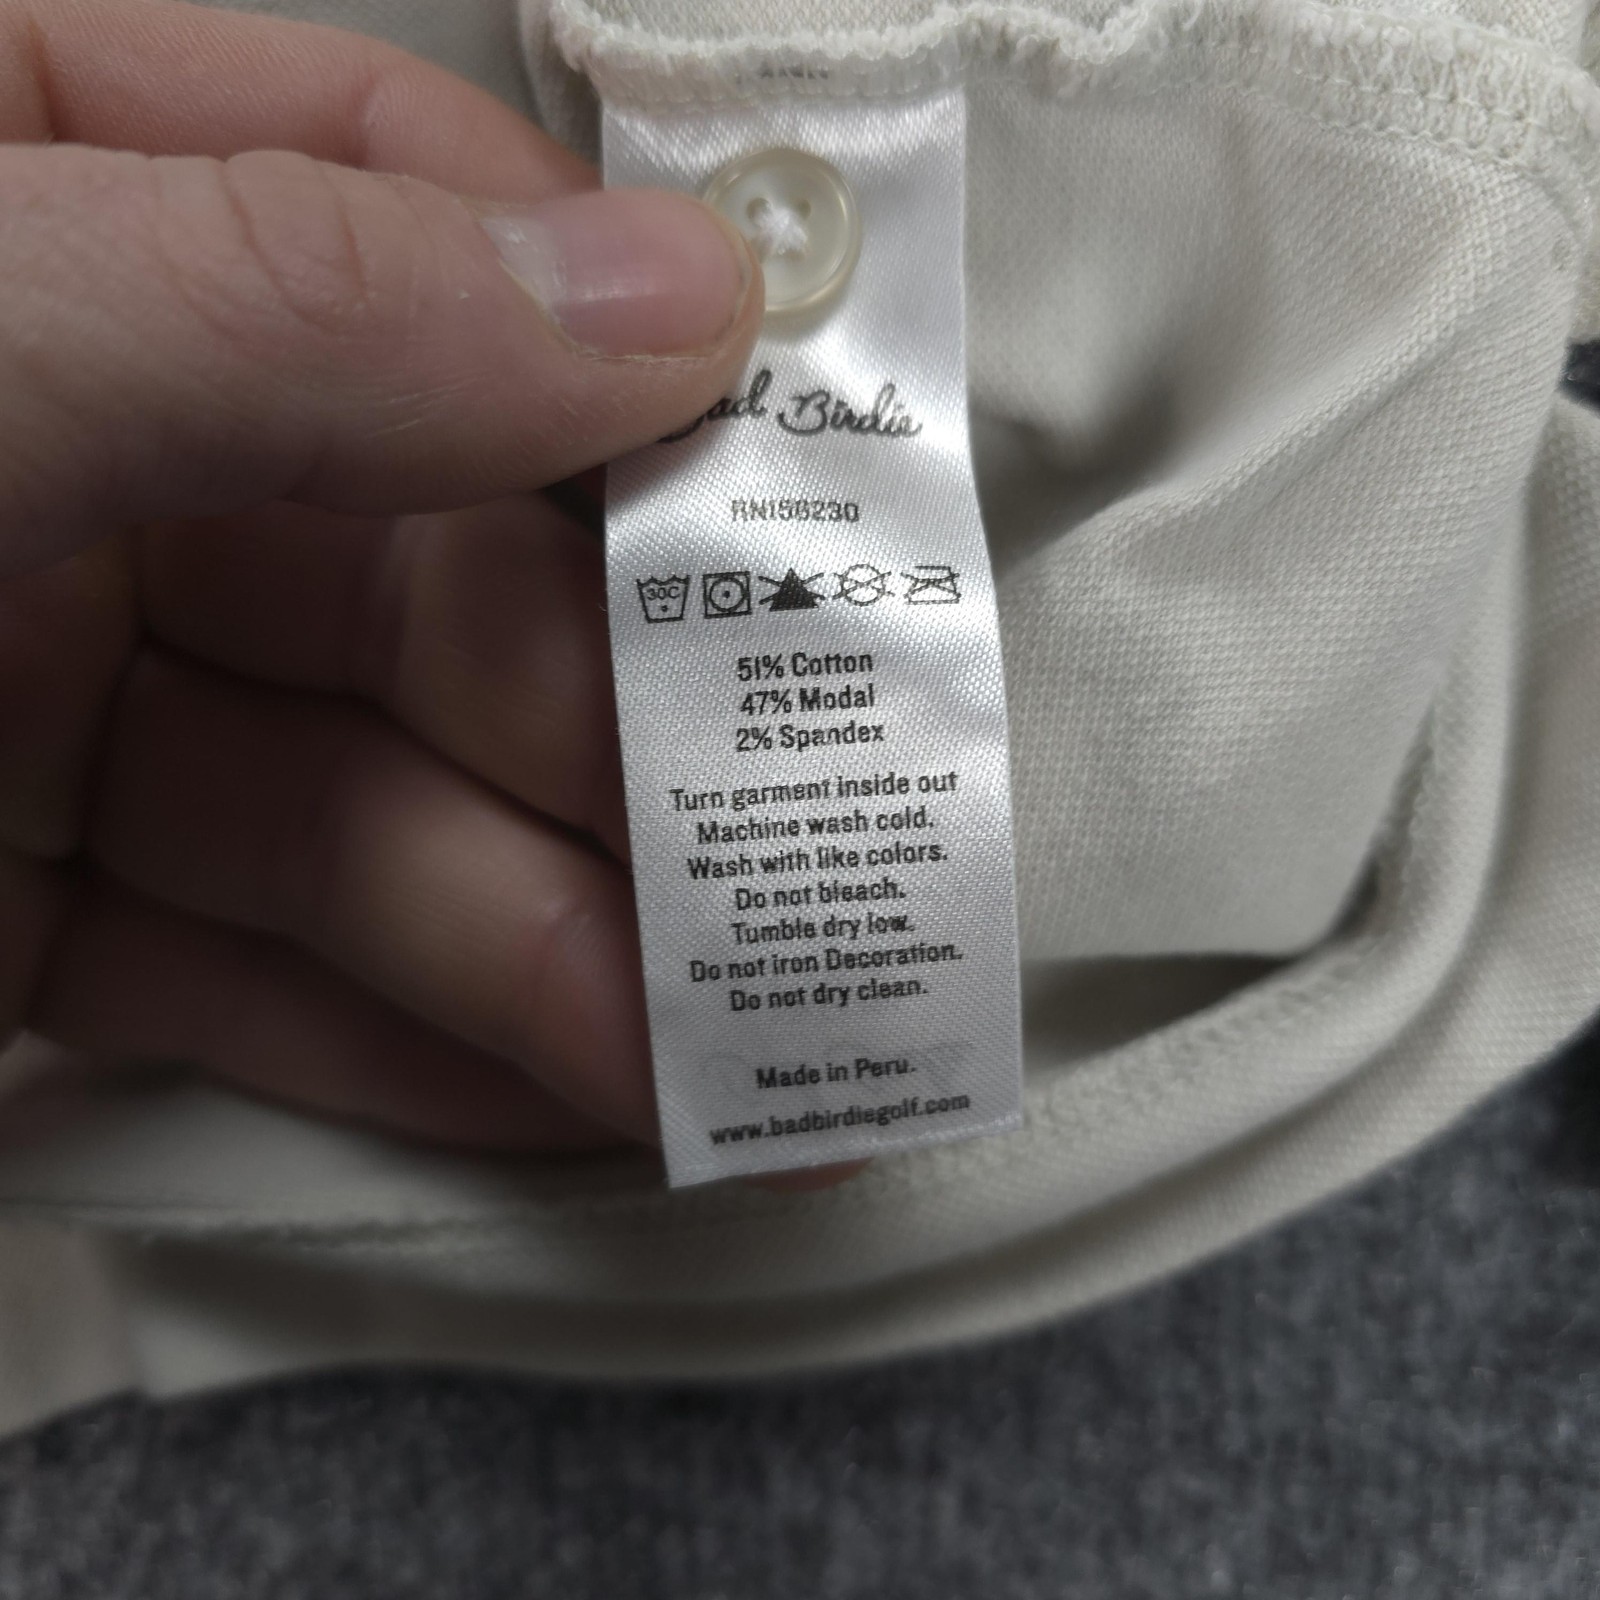 Bad Birdie
30C
51% Cotton
47% Modal
2% Spandex
Turn garment inside out
Machine wash cold.
Wash with like colors.
Do not bleach.
Tumble dry low.
Do not iron Decoration.
Do not dry clean.
Made in Peru.
www.badbirdiegolf.com